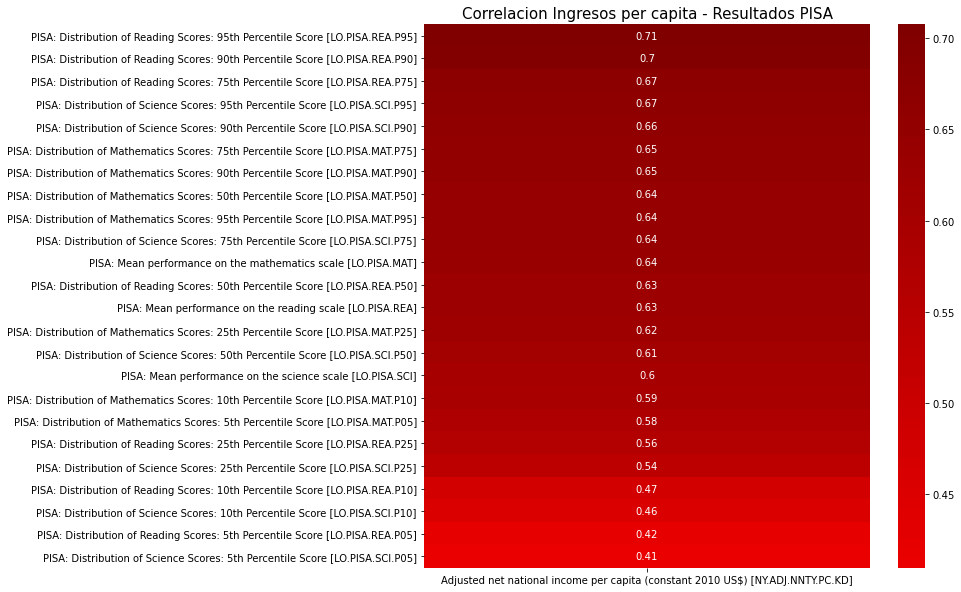 Correlacion Ingresos per capita - Resultados PISA
PISA: Distribution of Reading Scores: 95th Percentile Score [LO.PISA.REA.P95] 0.71
PISA: Distribution of Reading Scores: 90th Percentile Score [LO.PISA.REA.P90] 0.7
PISA: Distribution of Reading Scores: 75th Percentile Score [LO.PISA.REA.P75] 0.67
PISA: Distribution of Science Scores: 95th Percentile Score [LO.PISA.SCI.P95] 0.67
PISA: Distribution of Science Scores: 90th Percentile Score [LO.PISA.SCI.P90] 0.66
PISA: Distribution of Mathematics Scores: 75th Percentile Score [LO.PISA.MAT.P75] 0.65
PISA: Distribution of Mathematics Scores: 90th Percentile Score [LO.PISA.MAT.P90] 0.65
PISA: Distribution of Mathematics Scores: 50th Percentile Score [LO.PISA.MAT.P50] 0.64
PISA: Distribution of Mathematics Scores: 95th Percentile Score [LO.PISA.MAT.P95] 0.64
PISA: Distribution of Science Scores: 75th Percentile Score [LO.PISA.SCI.P75] 0.64
PISA: Mean performance on the mathematics scale [LO.PISA.MAT] 0.64
PISA: Distribution of Reading Scores: 50th Percentile Score [LO.PISA.REA.P50] 0.63
PISA: Mean performance on the reading scale [LO.PISA.REA] 0.63
PISA: Distribution of Mathematics Scores: 25th Percentile Score [LO.PISA.MAT.P25] 0.62
PISA: Distribution of Science Scores: 50th Percentile Score [LO.PISA.SCI.P50] 0.61
PISA: Mean performance on the science scale [LO.PISA.SCI] 0.6
PISA: Distribution of Mathematics Scores: 10th Percentile Score [LO.PISA.MAT.P10] 0.59
PISA: Distribution of Mathematics Scores: 5th Percentile Score [LO.PISA.MAT.P05] 0.58
PISA: Distribution of Reading Scores: 25th Percentile Score [LO.PISA.REA.P25] 0.56
PISA: Distribution of Science Scores: 25th Percentile Score [LO.PISA.SCI.P25] 0.54
PISA: Distribution of Reading Scores: 10th Percentile Score [LO.PISA.REA.P10] 0.47
PISA: Distribution of Science Scores: 10th Percentile Score [LO.PISA.SCI.P10] 0.46
PISA: Distribution of Reading Scores: 5th Percentile Score [LO.PISA.REA.P05] 0.42
PISA: Distribution of Science Scores: 5th Percentile Score [LO.PISA.SCI.P05] 0.41
Adjusted net national income per capita (constant 2010 US$) [NY.ADJ.NNTY.PC.KD]
0.70
0.65
0.60
0.55
0.50
0.45